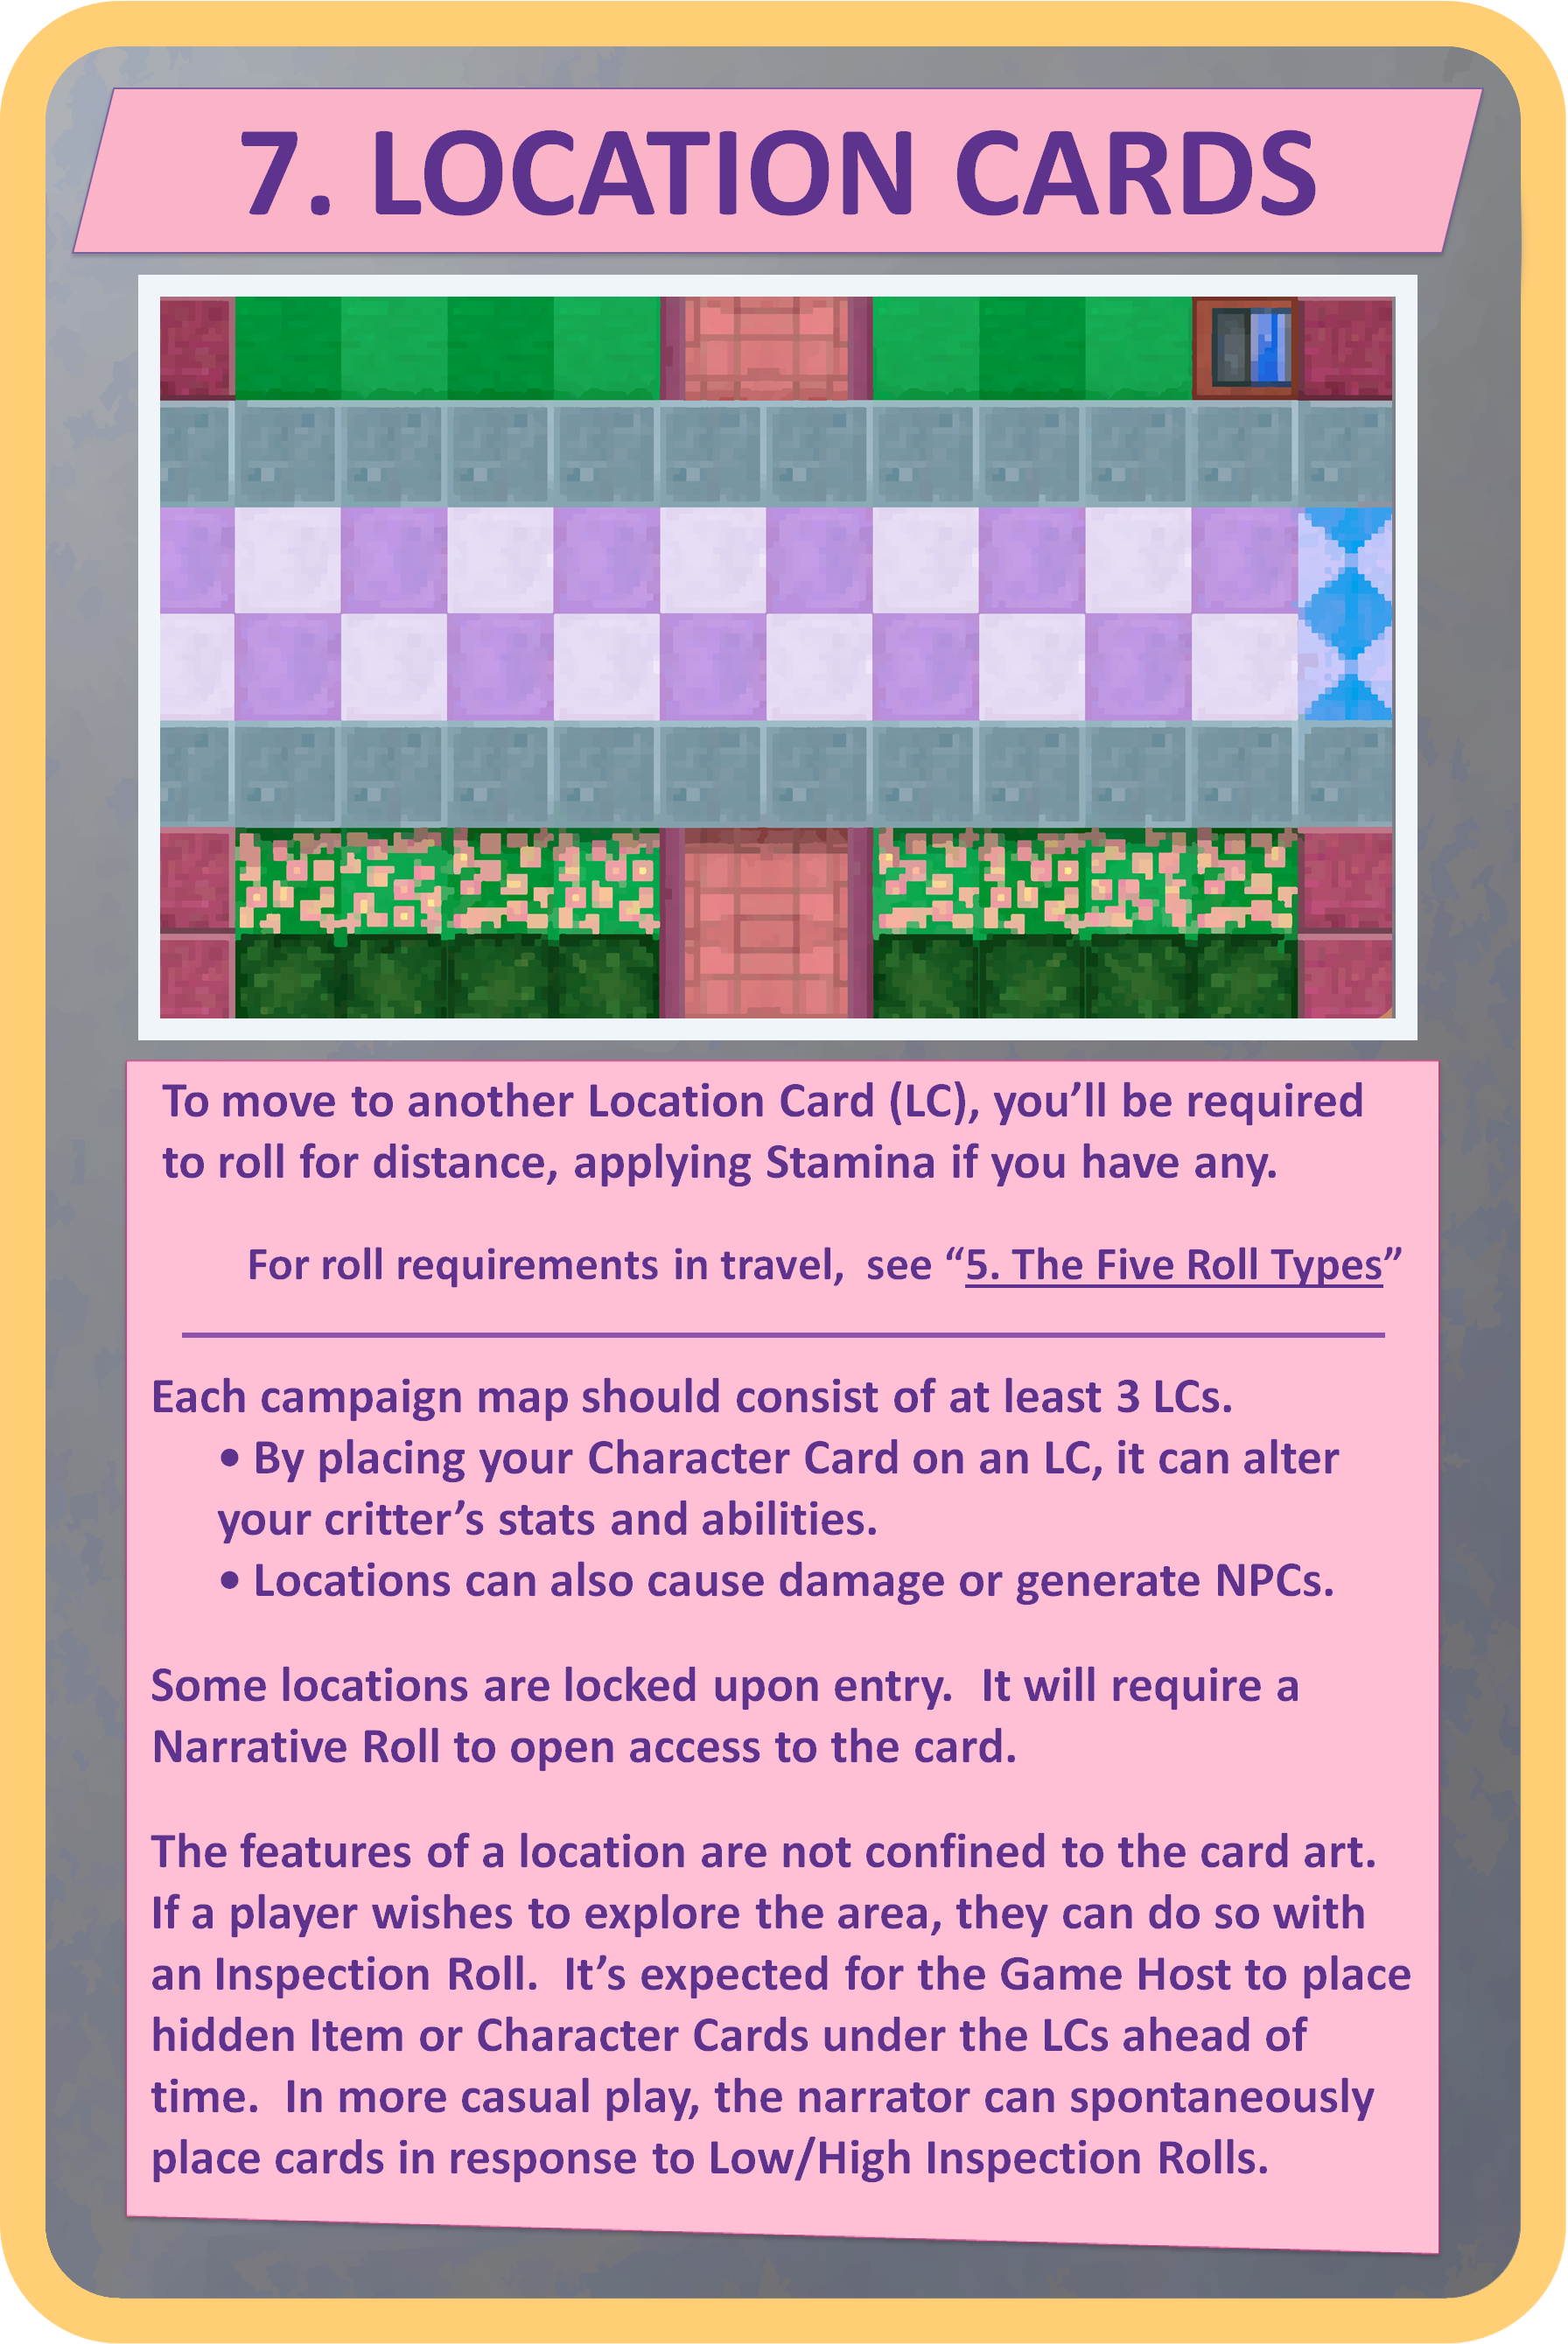 7. LOCATION CARDS
To move to another Location Card (LC), you’ll be required
to roll for distance, applying Stamina if you have any.
For roll requirements in travel,  see “5. The Five Roll Types”
Each campaign map should consist of at least 3 LCs.
• By placing your Character Card on an LC, it can alter
your critter’s stats and abilities.
• Locations can also cause damage or generate NPCs.
Some locations are locked upon entry.  It will require a
Narrative Roll to open access to the card.
The features of a location are not confined to the card art.
If a player wishes to explore the area, they can do so with
an Inspection Roll.  It’s expected for the Game Host to place
hidden Item or Character Cards under the LCs ahead of
time.  In more casual play, the narrator can spontaneously
place cards in response to Low/High Inspection Rolls.